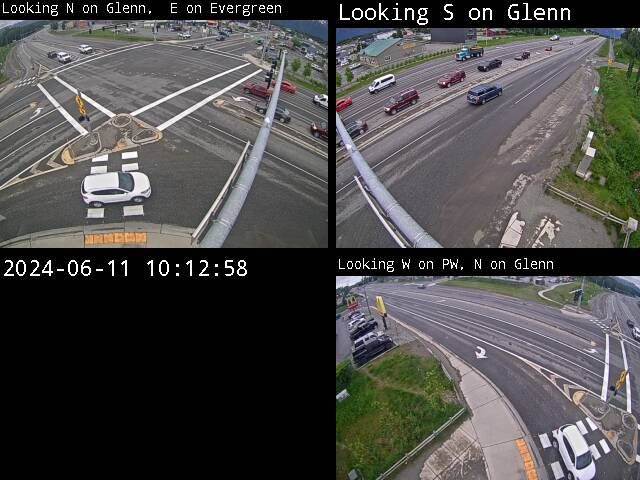 Looking N on Glenn, E on Evergreen
Looking S on Glenn
2024-06-11 10:12:58
Looking W on PW, N on Glenn